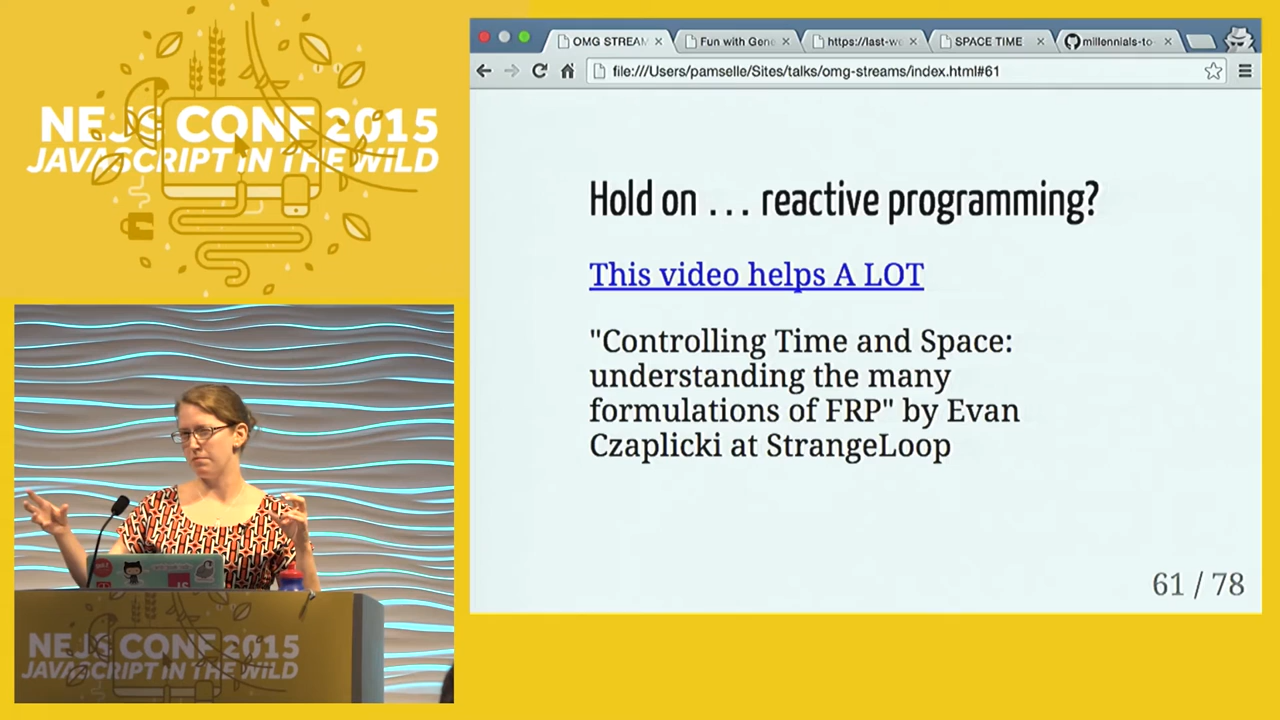 NEJS CONF 2015
JAVASCRIPT IN THE WILD
OMG STREAM
Fun with Gene
https://last-we
SPACE TIME
millennials-to-
file:///Users/pamselle/Sites/talks/omg-streams/index.html#61
Hold on ... reactive programming?
This video helps A LOT
"Controlling Time and Space:
understanding the many
formulations of FRP" by Evan
Czaplicki at StrangeLoop
61 / 78
JS
NEJS CONF 2015
JAVASCRIPT IN THE WILD